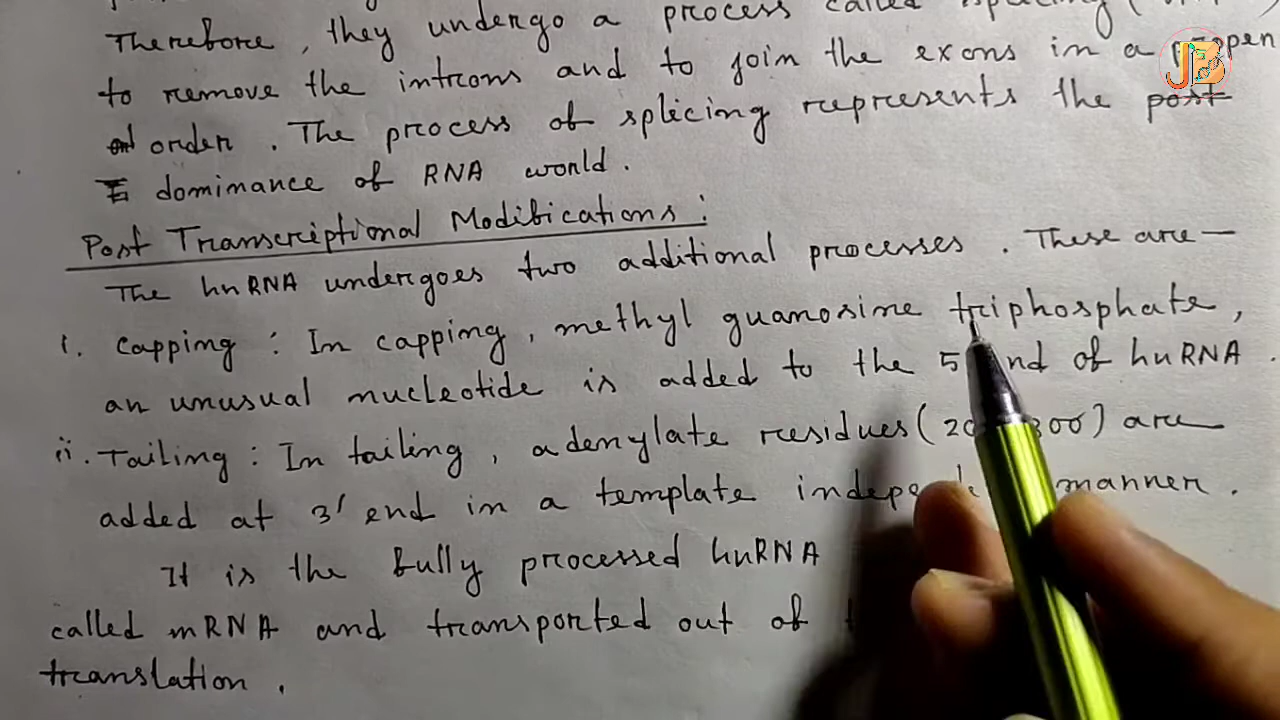 Therefore, they undergo a process called splicing
to remove the introns and to join the exons in a
order. The process of splicing represents the
dominance of RNA world.
Post Transcriptional Modifications:
The hnRNA undergoes two additional processes. These are—
i. Capping: In capping, methyl guanosine triphosphate,
an unusual nucleotide is added to the 5 end of hnRNA.
ii. Tailing: In tailing, adenylate residues ( 300) are
added at 3' end in a template manner.
It is the fully processed hnRNA
called mRNA and transported out of
translation.
JB